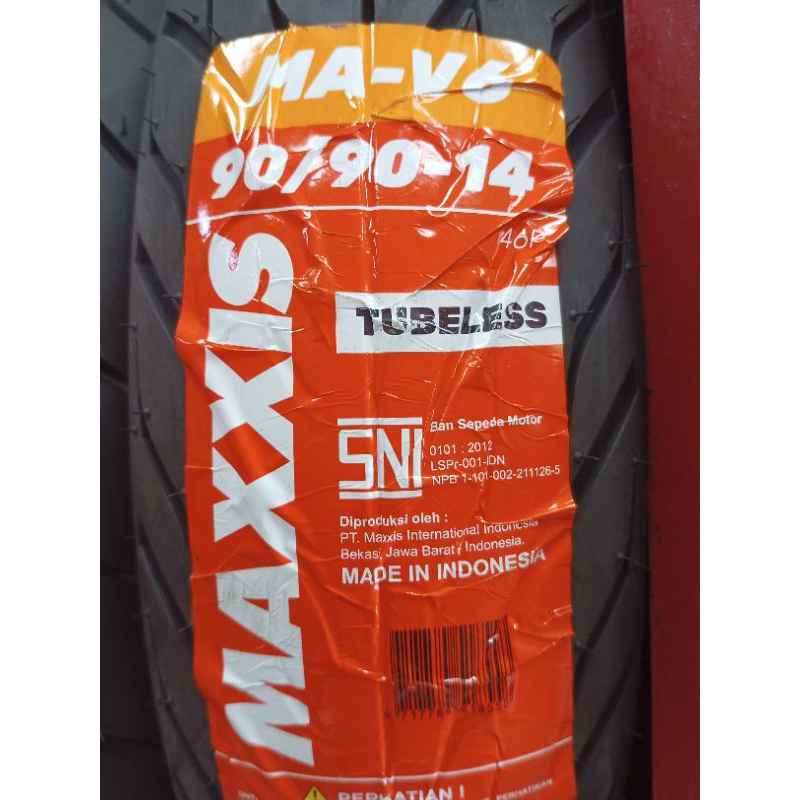 MA-V6
90/90-14
MAXXIS
46P
TUBELESS
SNI
Ban Sepeda Motor
0101 : 2012
LSPr-001-IDN
NPB 1-101-002-211126-5
Diproduksi oleh :
PT. Maxxis International Indonesia
Bekasi, Jawa Barat / Indonesia.
MADE IN INDONESIA
PERHATIAN !
PERHATIKAN